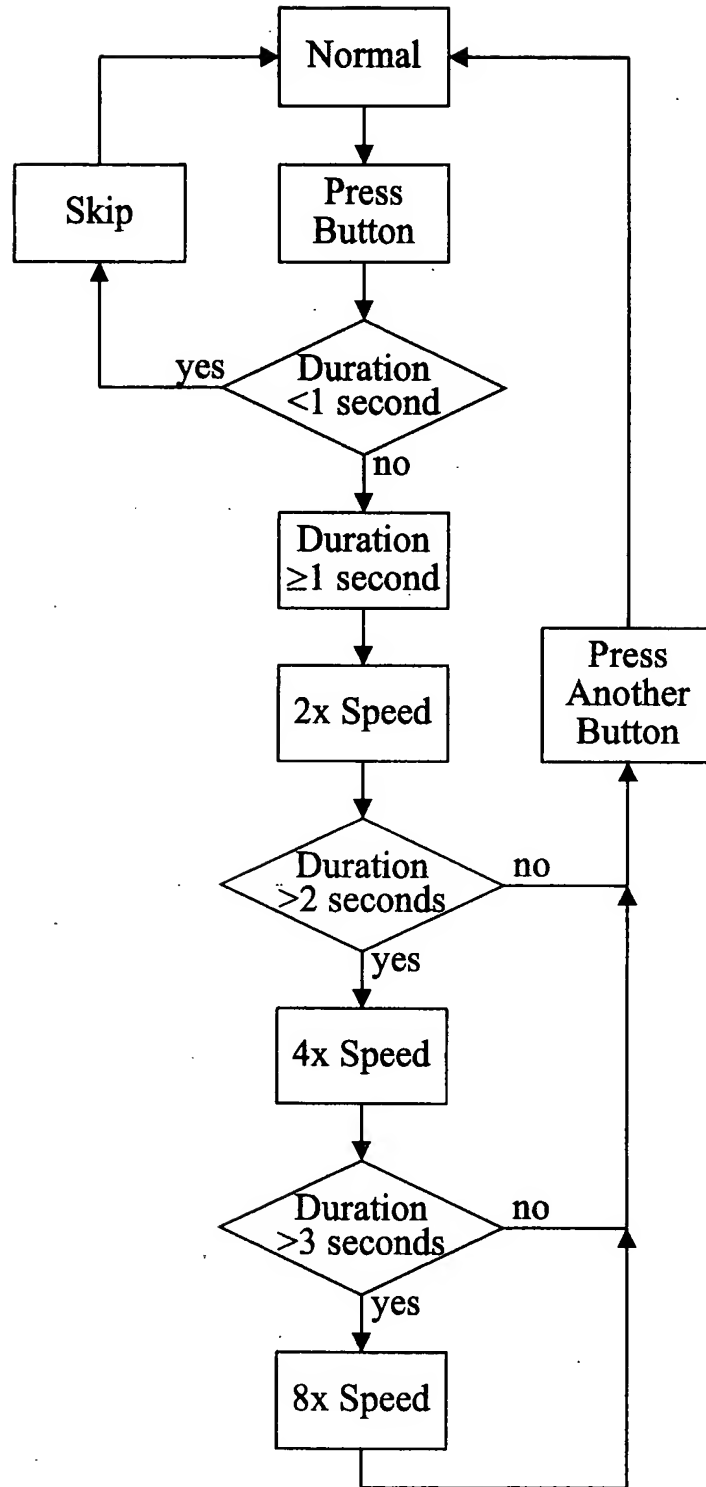 Normal
Skip
Press
Button
yes
Duration
<1 second
no
Duration
≥1 second
2x Speed
Press
Another
Button
Duration
>2 seconds
no
yes
4x Speed
Duration
>3 seconds
no
yes
8x Speed